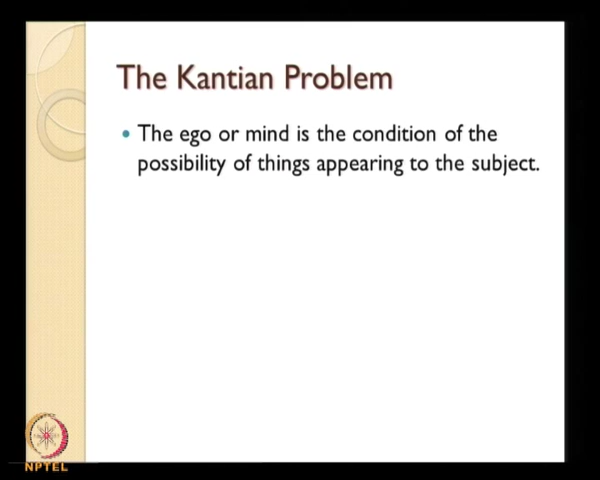 The Kantian Problem
The ego or mind is the condition of the
possibility of things appearing to the subject.
NPTEL